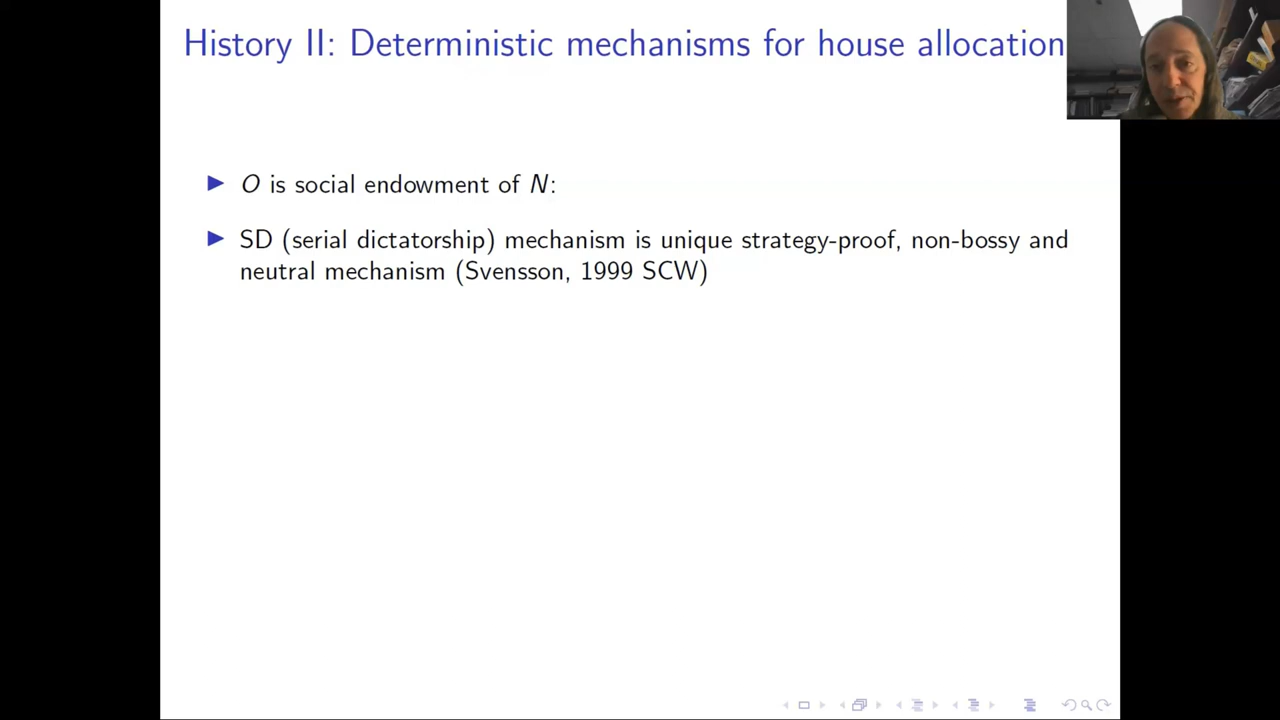 History II: Deterministic mechanisms for house allocation
O is social endowment of N:
SD (serial dictatorship) mechanism is unique strategy-proof, non-bossy and
neutral mechanism (Svensson, 1999 SCW)